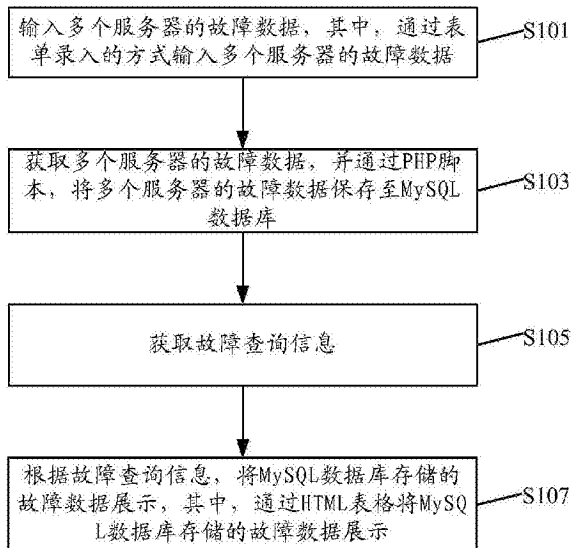 输入多个服务器的故障数据，其中，通过表
单录入的方式输入多个服务器的故障数据
S101
获取多个服务器的故障数据，并通过PHP脚
本，将多个服务器的故障数据保存至MySQL
数据库
S103
获取故障查询信息
S105
根据故障查询信息，将MySQL数据库存储的
故障数据展示，其中，通过HTML表格将MySQ
L数据库存储的故障数据展示
S107